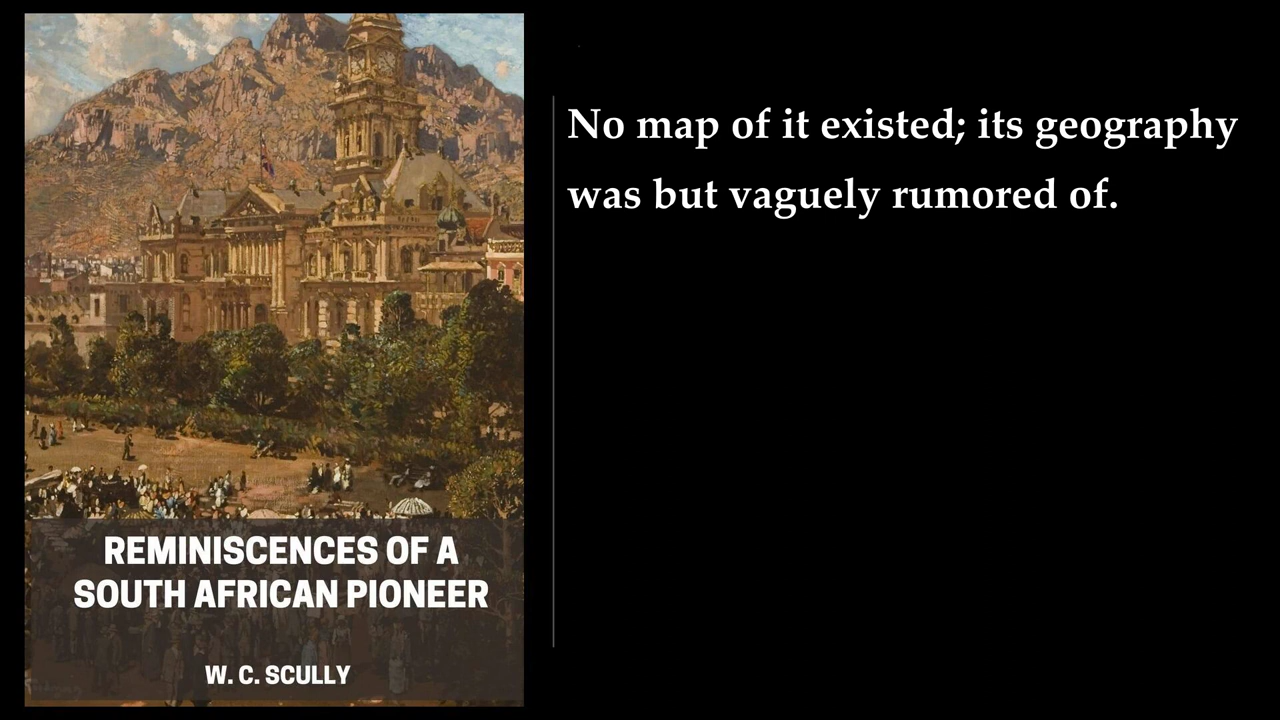 No map of it existed; its geography
was but vaguely rumored of.
REMINISCENCES OF A
SOUTH AFRICAN PIONEER
W. C. SCULLY